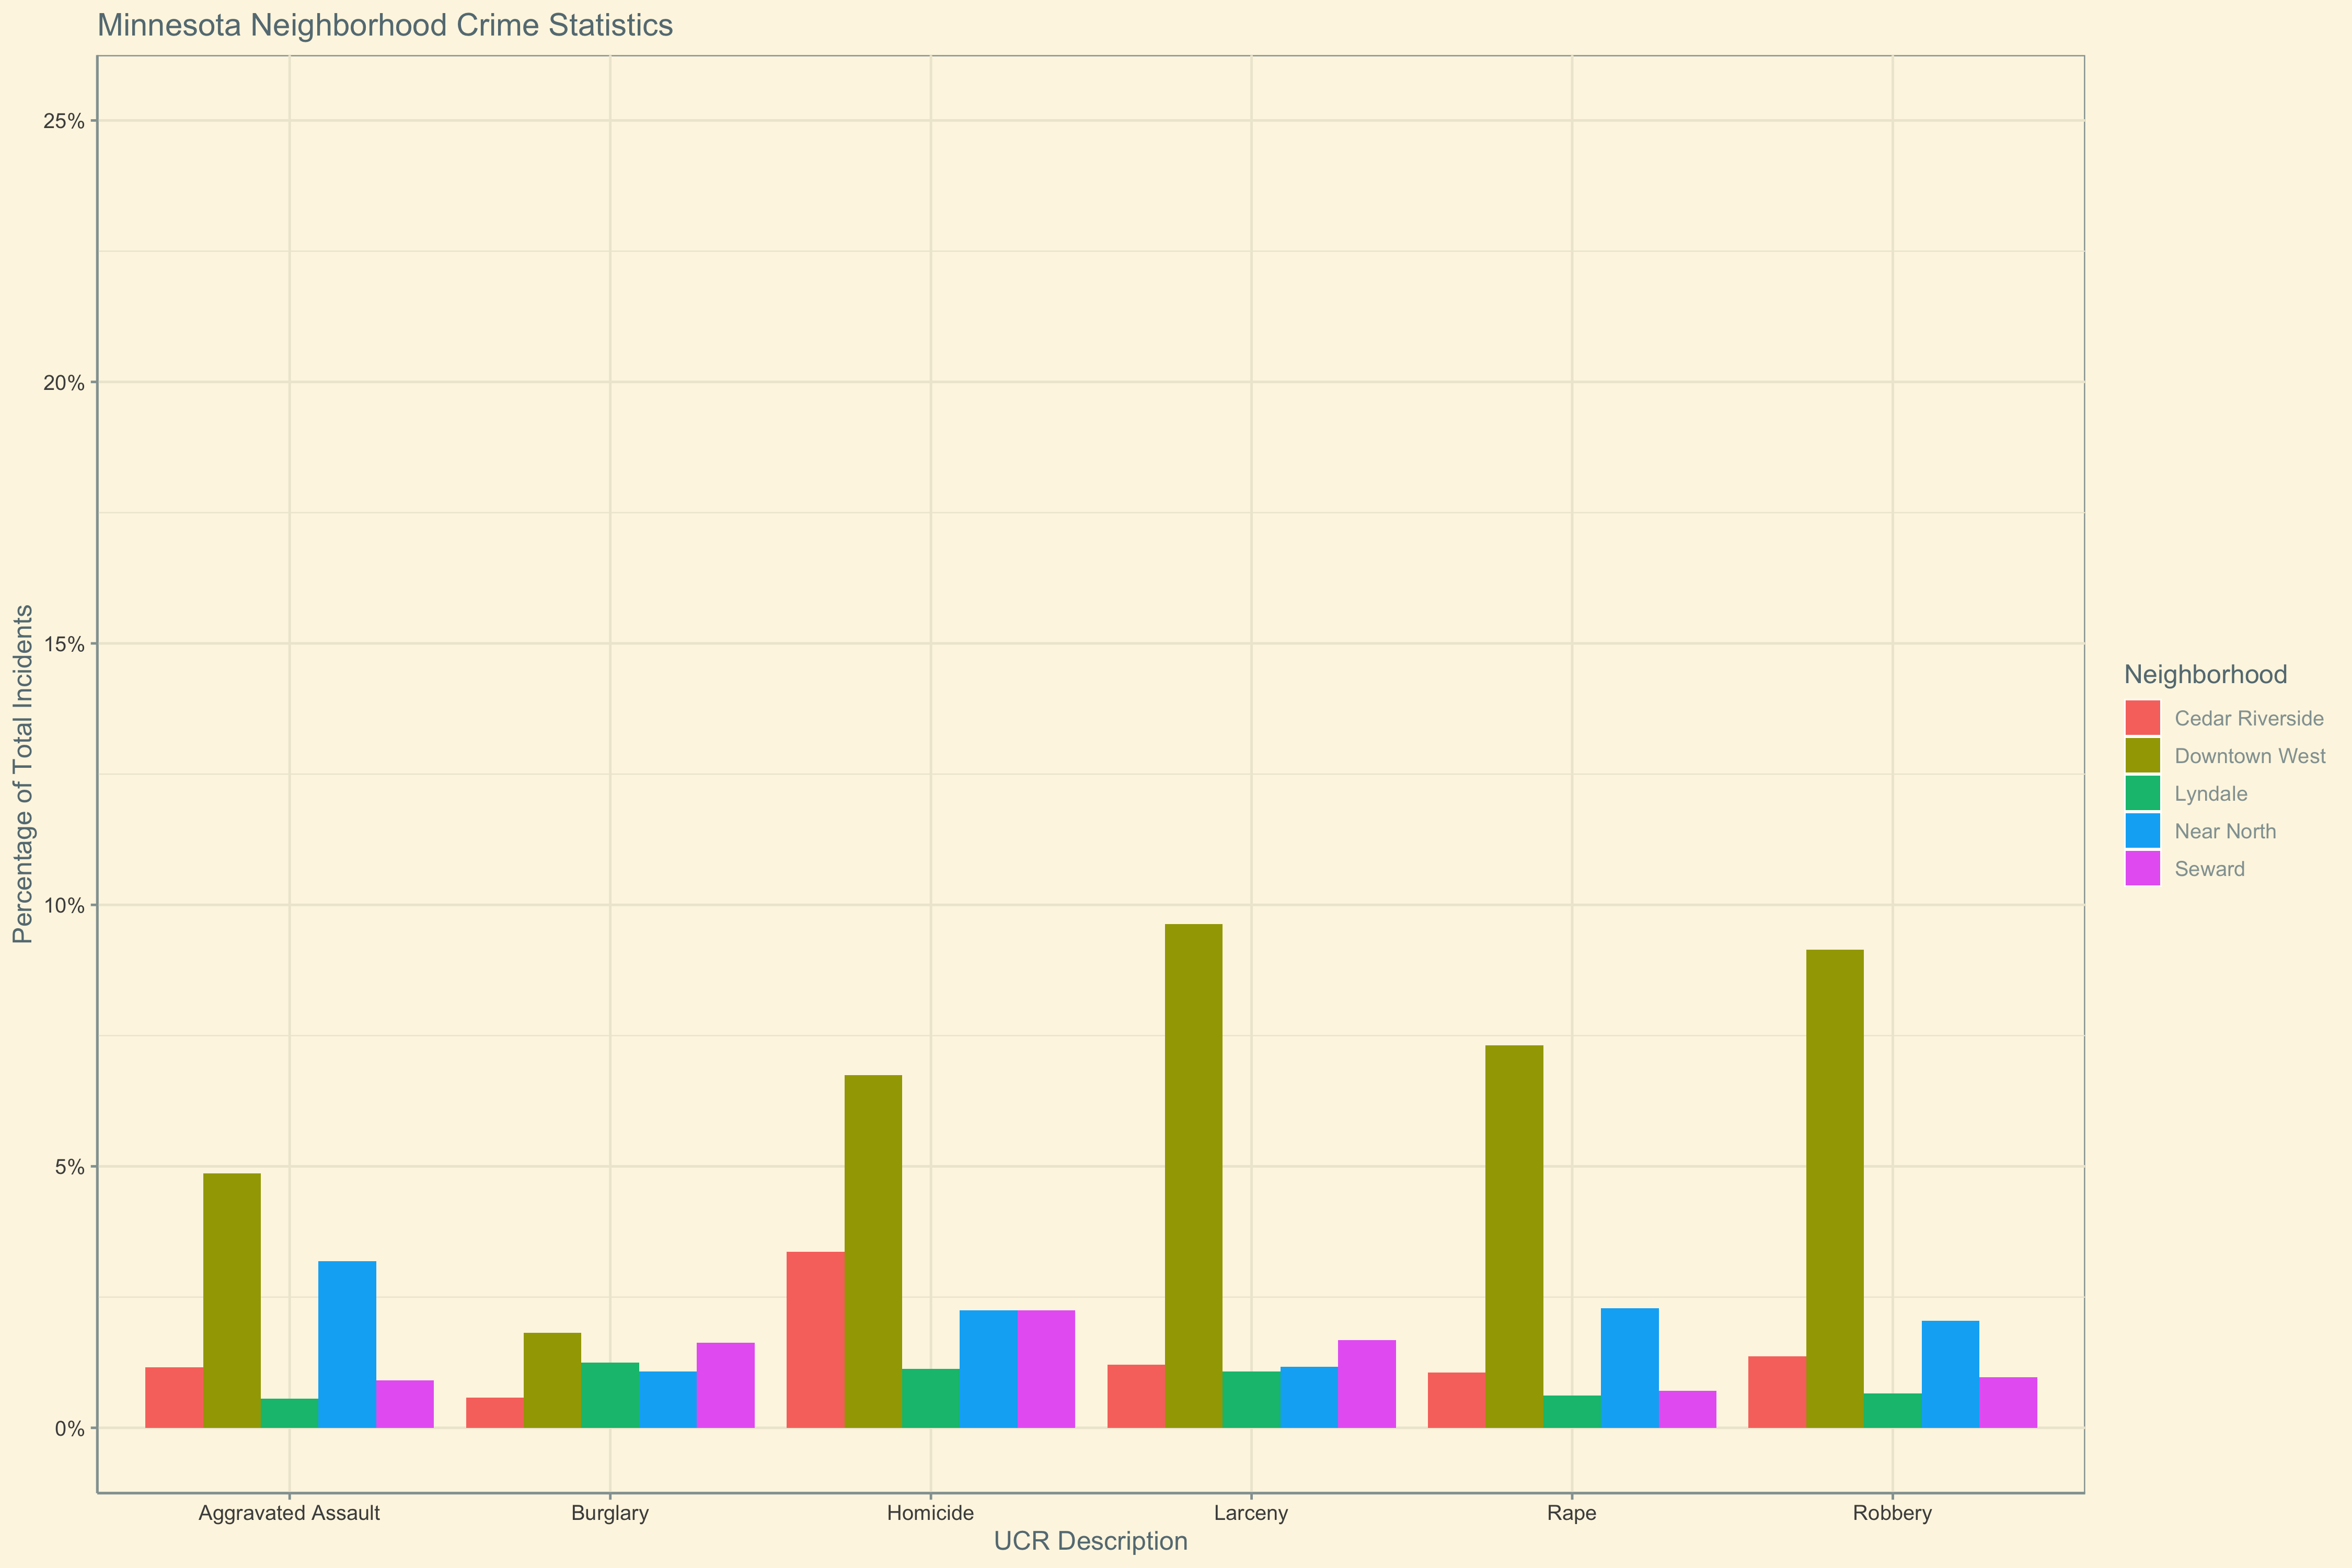 Minnesota Neighborhood Crime Statistics
Percentage of Total Incidents
25%
20%
15%
10%
5%
0%
Aggravated Assault
Burglary
Homicide
Larceny
Rape
Robbery
UCR Description
Neighborhood
Cedar Riverside
Downtown West
Lyndale
Near North
Seward